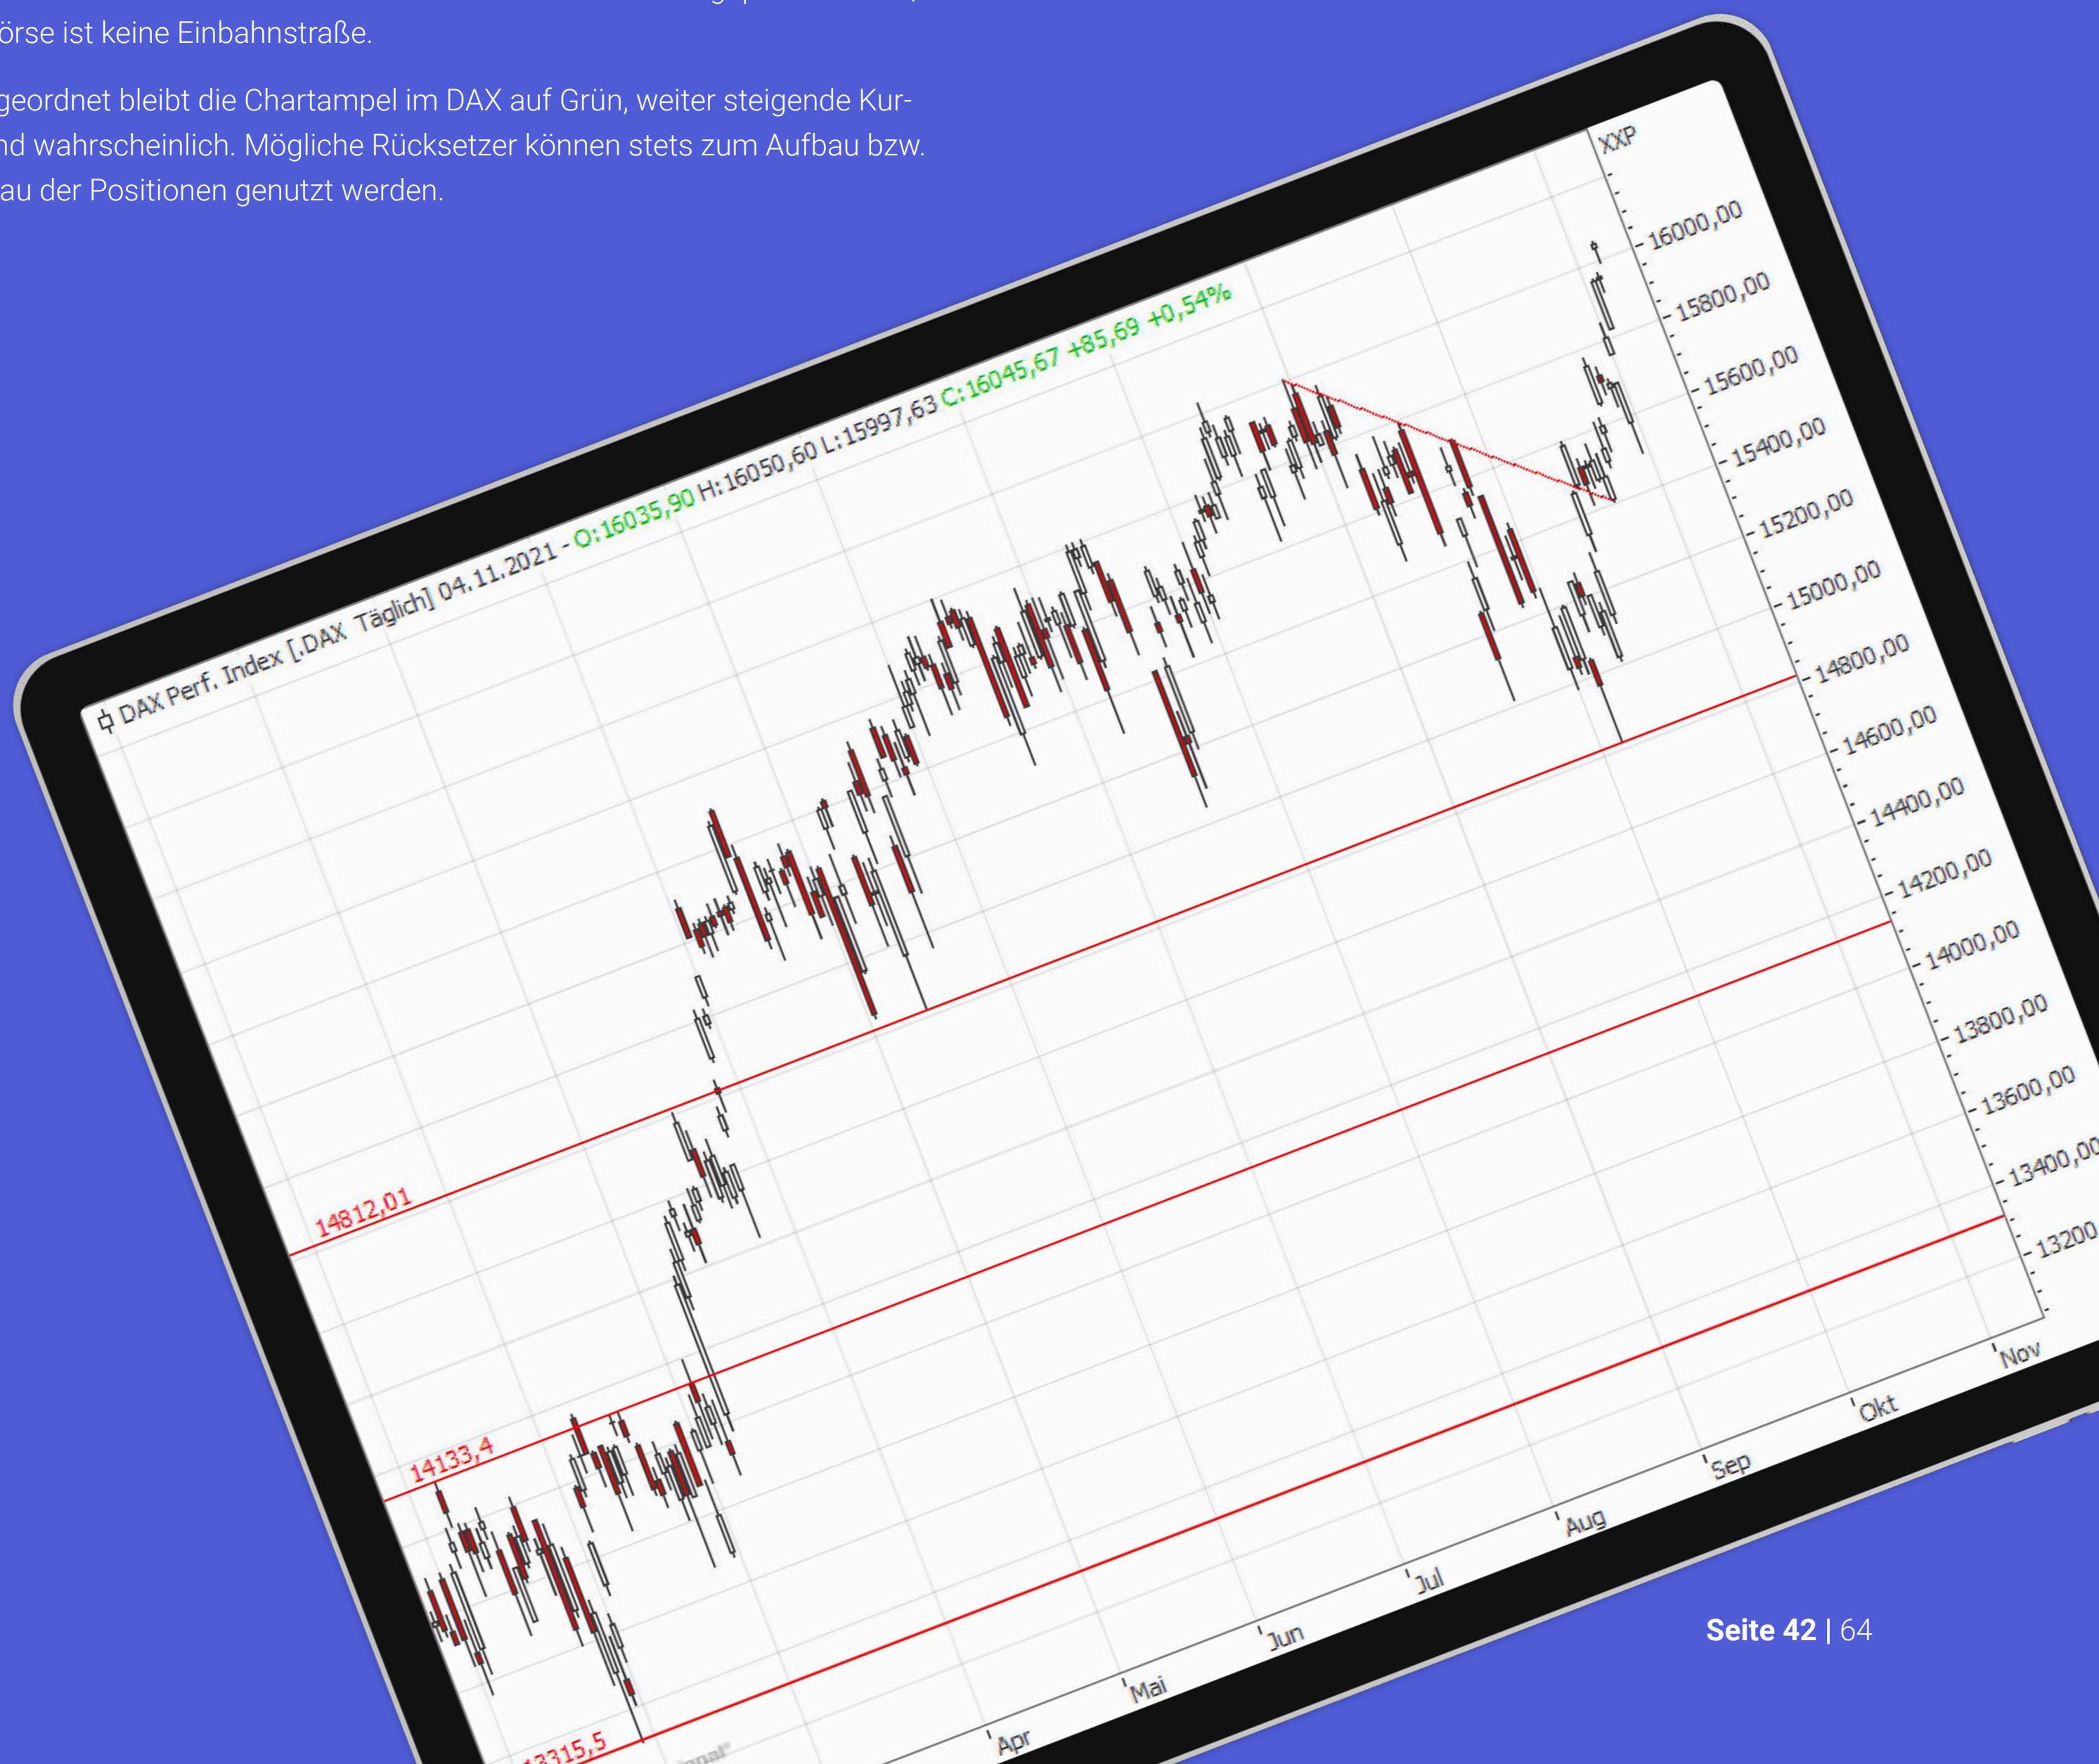 örse ist keine Einbahnstraße.
geordnet bleibt die Chartampel im DAX auf Grün, weiter steigende Kur-
nd wahrscheinlich. Mögliche Rücksetzer können stets zum Aufbau bzw.
au der Positionen genutzt werden.
DAX Perf. Index [.DAX Täglich] 04.11.2021 - O:16035,90 H:16050,60 L:15997,63 C:16045,67 +85,69 +0,54%
XXP
16000,00
15800,00
15600,00
15400,00
15200,00
15000,00
14800,00
14600,00
14400,00
14200,00
14000,00
13800,00
13600,00
13400,00
13200
14812,01
14133,4
13315,5
Apr
Mai
Jun
Jul
Aug
Sep
Okt
Nov
Seite 42 | 64